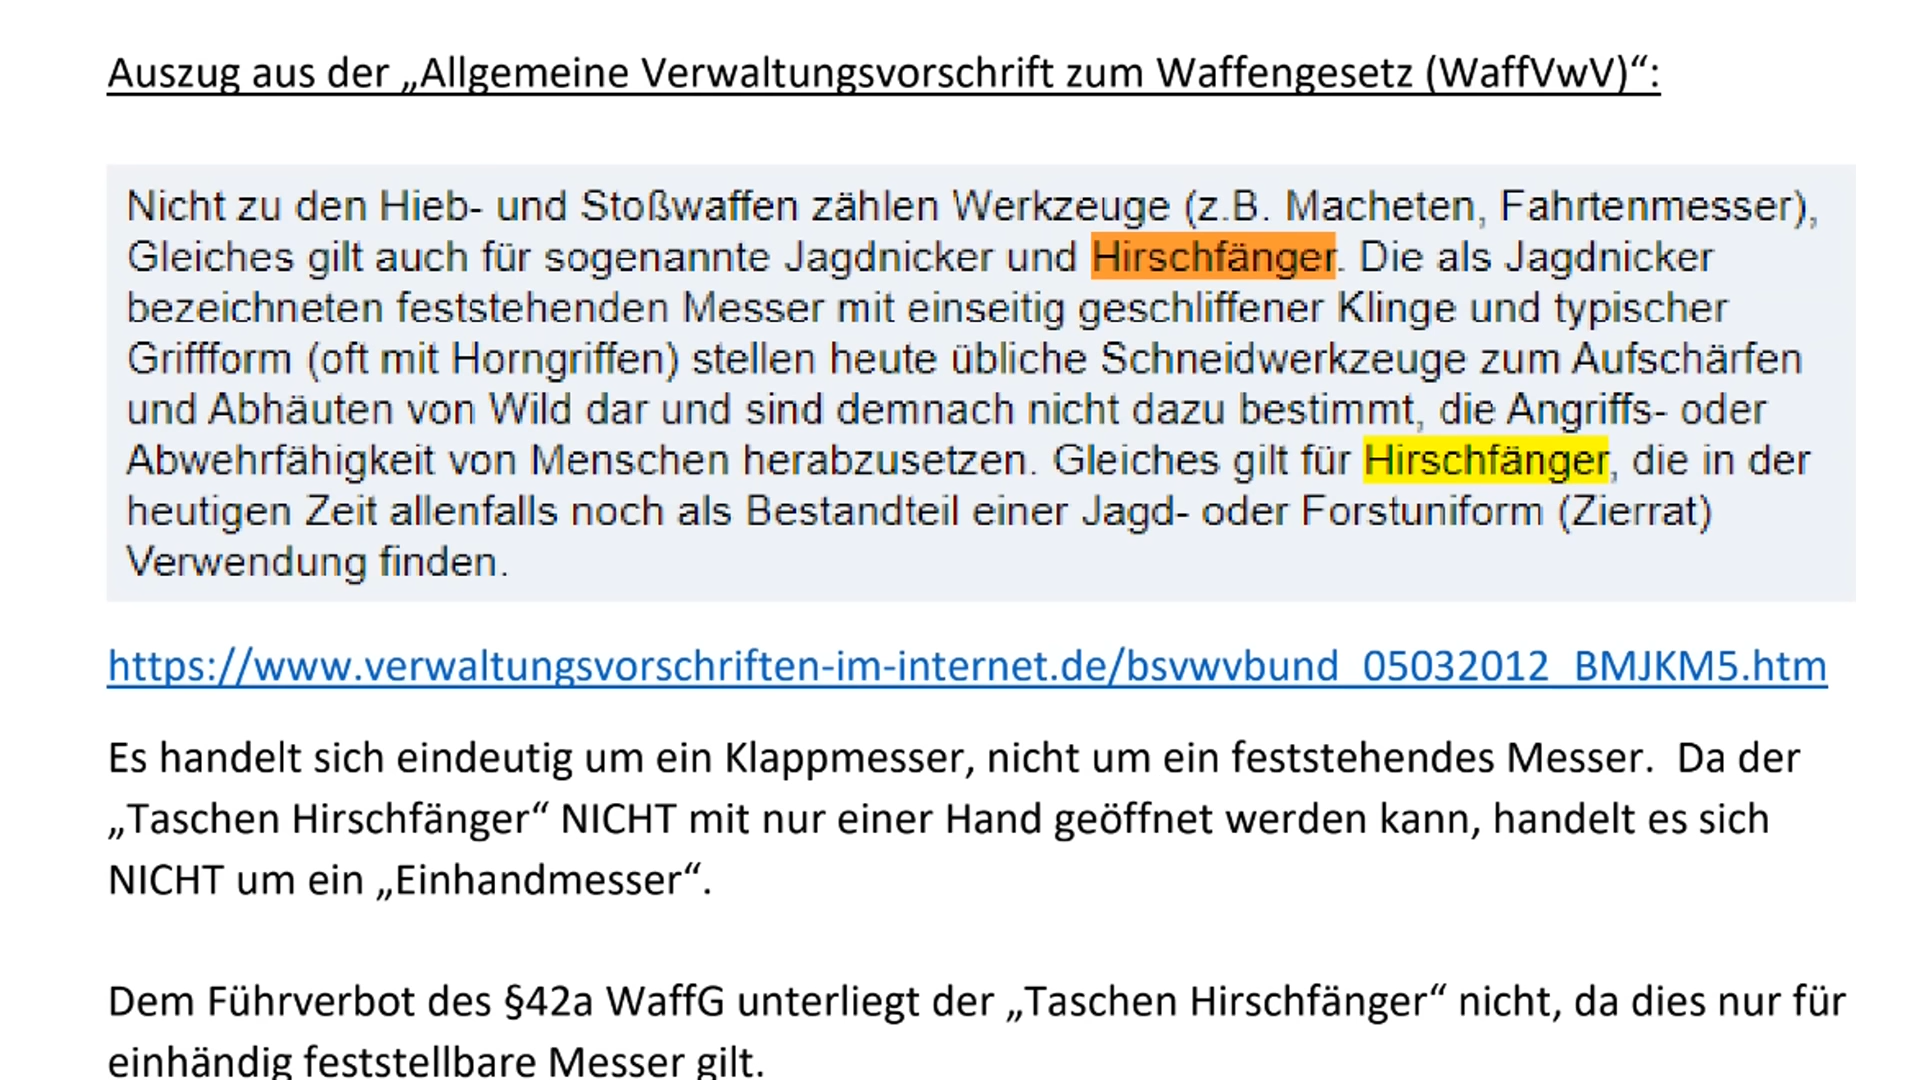 Auszug aus der „Allgemeine Verwaltungsvorschrift zum Waffengesetz (WaffVwV)“:
Nicht zu den Hieb- und Stoßwaffen zählen Werkzeuge (z.B. Macheten, Fahrtenmesser),
Gleiches gilt auch für sogenannte Jagdnicker und Hirschfänger. Die als Jagdnicker
bezeichneten feststehenden Messer mit einseitig geschliffener Klinge und typischer
Griffform (oft mit Horngriffen) stellen heute übliche Schneidwerkzeuge zum Aufschärfen
und Abhäuten von Wild dar und sind demnach nicht dazu bestimmt, die Angriffs- oder
Abwehrfähigkeit von Menschen herabzusetzen. Gleiches gilt für Hirschfänger, die in der
heutigen Zeit allenfalls noch als Bestandteil einer Jagd- oder Forstuniform (Zierrat)
Verwendung finden.
https://www.verwaltungsvorschriften-im-internet.de/bsvwvbund_05032012_BMJKM5.htm
Es handelt sich eindeutig um ein Klappmesser, nicht um ein feststehendes Messer.  Da der
„Taschen Hirschfänger“ NICHT mit nur einer Hand geöffnet werden kann, handelt es sich
NICHT um ein „Einhandmesser“.
Dem Führverbot des §42a WaffG unterliegt der „Taschen Hirschfänger“ nicht, da dies nur für
einhändig feststellbare Messer gilt.